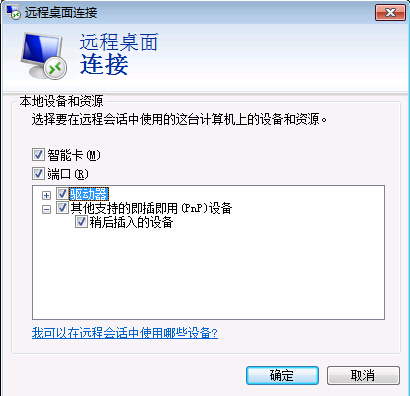 远程桌面连接
远程桌面
连接
本地设备和资源
选择要在远程会话中使用的这台计算机上的设备和资源。
智能卡(M)
端口(R)
驱动器
其他支持的即插即用(PnP)设备
稍后插入的设备
我可以在远程会话中使用哪些设备?
确定
取消